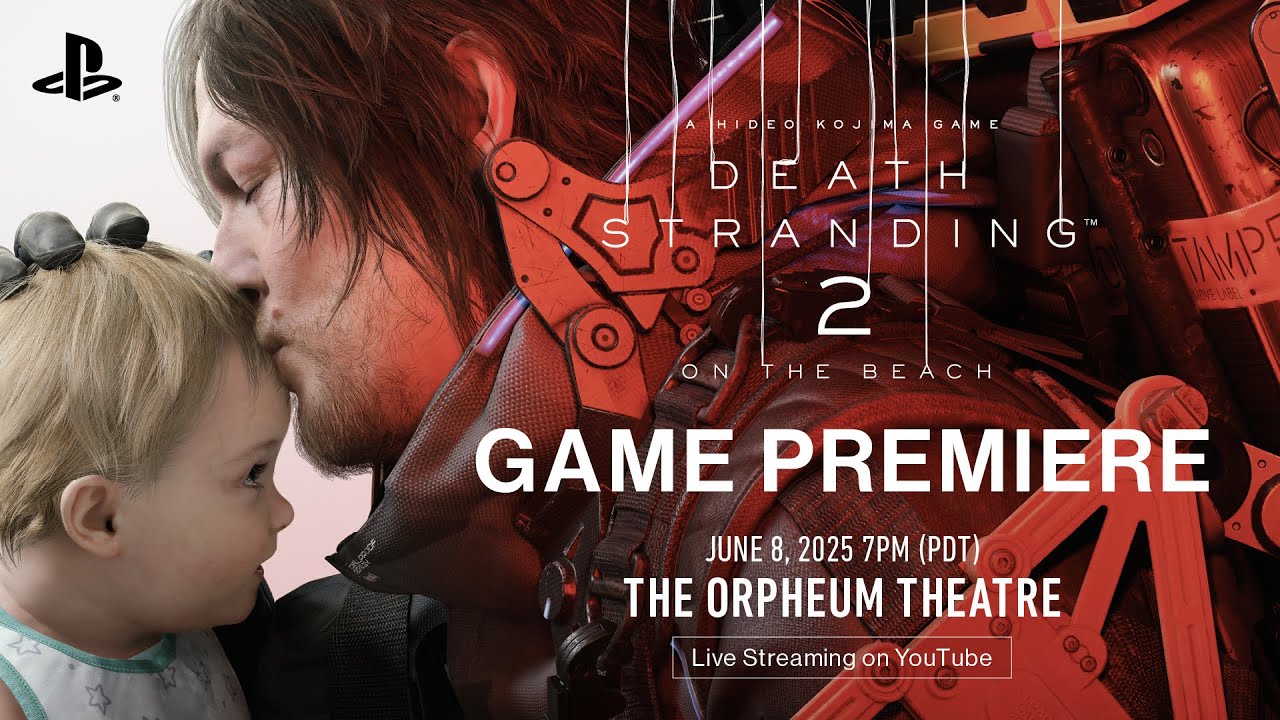 A HIDEO KOJIMA GAME
DEATH
STRANDING™
2
ON THE BEACH
GAME PREMIERE
JUNE 8, 2025 7PM (PDT)
THE ORPHEUM THEATRE
Live Streaming on YouTube
®
TAMPE